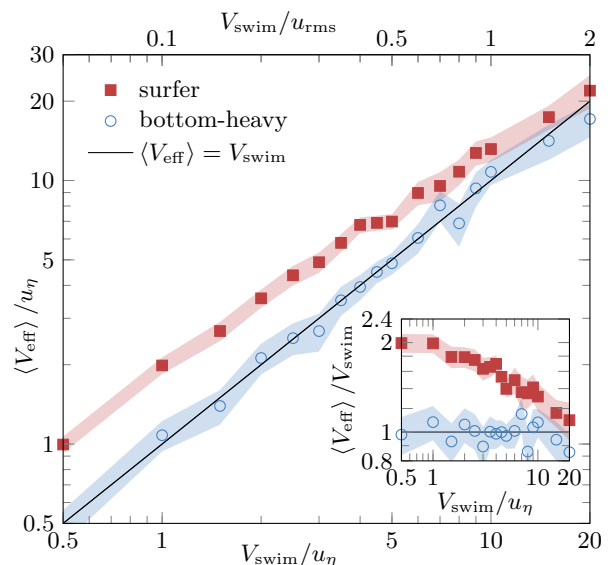 V_swim/u_rms
0.1 0.5 1 2
30
20
10
5
2
1
0.5
⟨V_eff⟩/u_η
surfer
bottom-heavy
⟨V_eff⟩ = V_swim
2.4
2
1
0.8
⟨V_eff⟩/V_swim
0.5 1 10 20
V_swim/u_η
0.5 1 2 5 10 20
V_swim/u_η